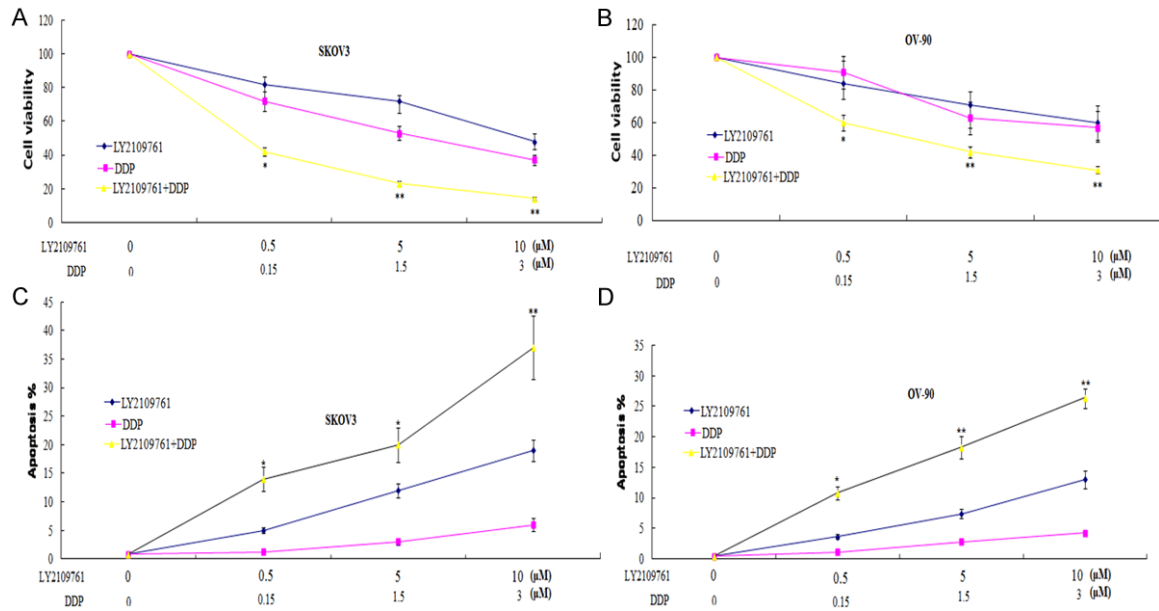 A
Cell viability
120
100
80
60
40
20
0
SKOV3
LY2109761
DDP
LY2109761+DDP
*
**
**
LY2109761 0 0.5 5 10 (μM)
DDP 0 0.15 1.5 3 (μM)
B
Cell viability
120
100
80
60
40
20
0
OV-90
LY2109761
DDP
LY2109761+DDP
*
**
**
LY2109761 0 0.5 5 10 (μM)
DDP 0 0.15 1.5 3 (μM)
C
Apoptosis %
45
40
35
30
25
20
15
10
5
0
SKOV3
LY2109761
DDP
LY2109761+DDP
*
*
**
LY2109761 0 0.5 5 10 (μM)
DDP 0 0.15 1.5 3 (μM)
D
Apoptosis %
35
30
25
20
15
10
5
0
OV-90
LY2109761
DDP
LY2109761+DDP
*
**
**
LY2109761 0 0.5 5 10 (μM)
DDP 0 0.15 1.5 3 (μM)